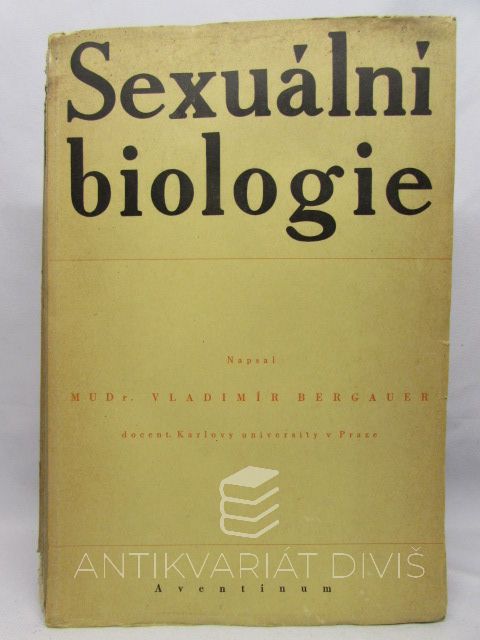 Sexuální
biologie
Napsal
MUDr. VLADIMÍR BERGAUER
docent Karlovy university v Praze
ANTIKVARIÁT DIVIŠ
Aventinum